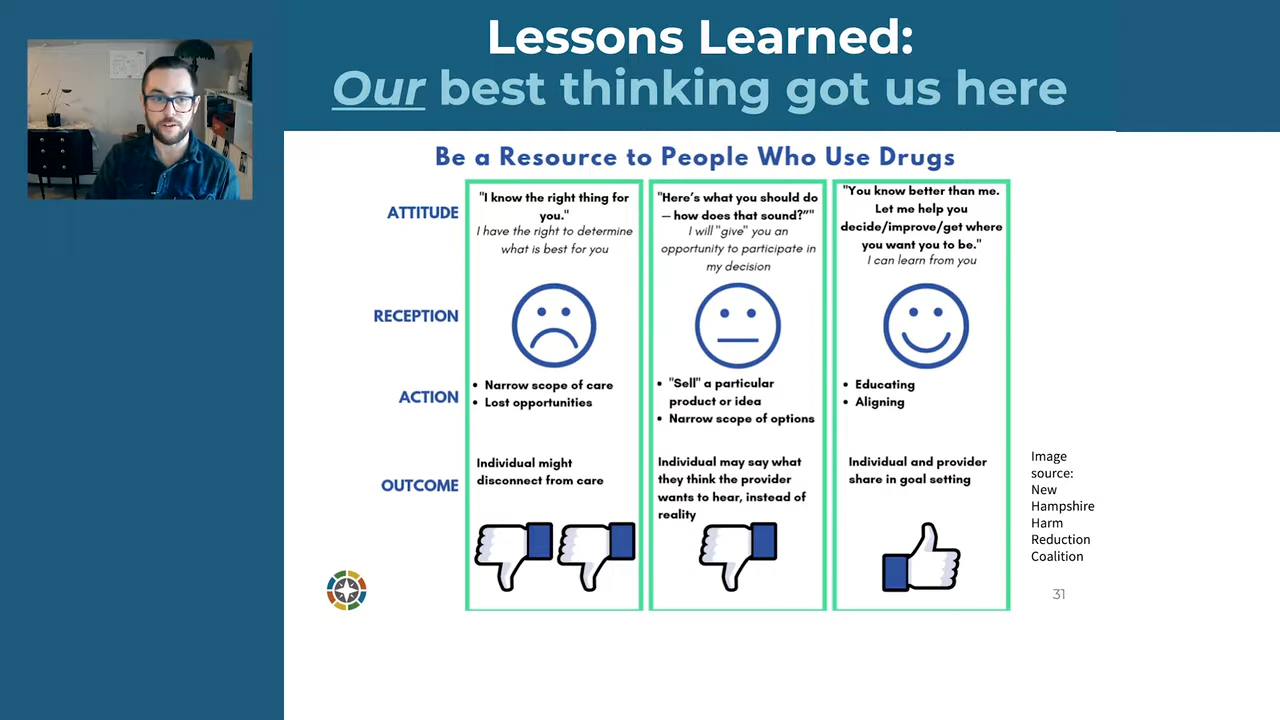 Lessons Learned:
Our best thinking got us here
Be a Resource to People Who Use Drugs
ATTITUDE
"I know the right thing for
you."
I have the right to determine
what is best for you
"Here's what you should do
— how does that sound?""
I will "give" you an
opportunity to participate in
my decision
"You know better than me.
Let me help you
decide/improve/get where
you want you to be."
I can learn from you
RECEPTION
ACTION
• Narrow scope of care
• Lost opportunities
• "Sell" a particular
product or idea
• Narrow scope of options
• Educating
• Aligning
OUTCOME
Individual might
disconnect from care
Individual may say what
they think the provider
wants to hear, instead of
reality
Individual and provider
share in goal setting
Image
source:
New
Hampshire
Harm
Reduction
Coalition
31